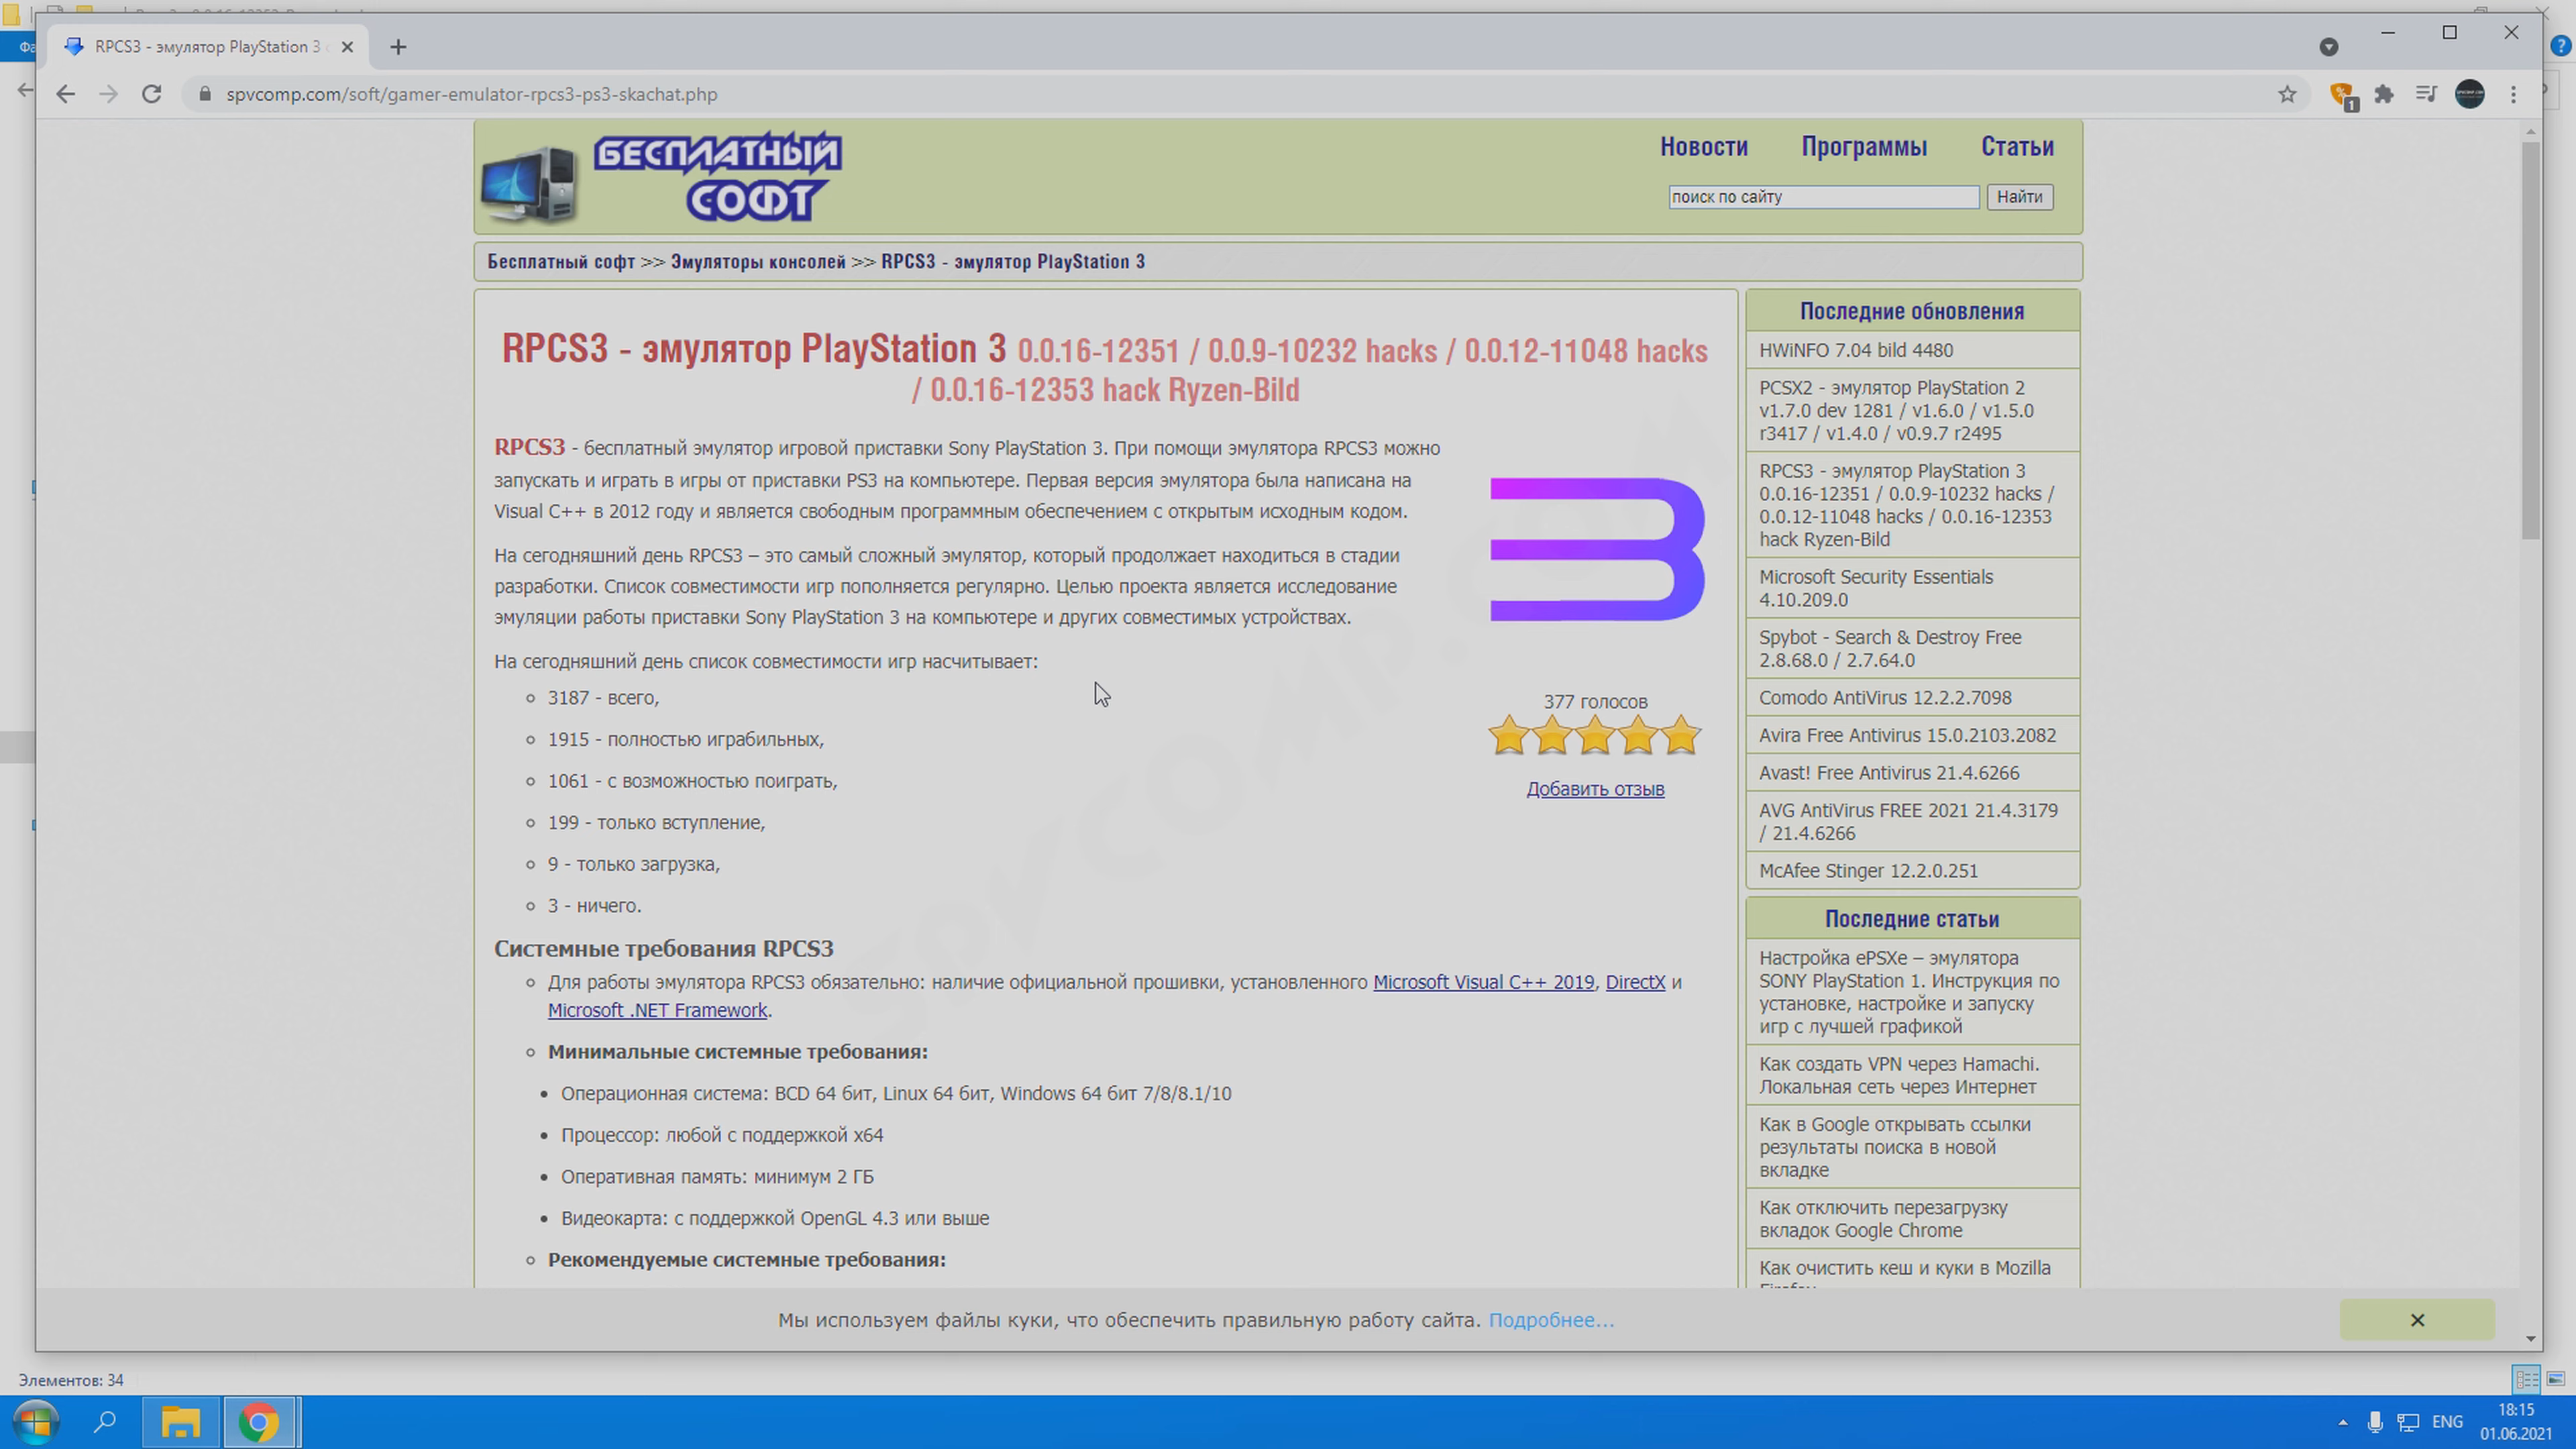 RPCS3 - эмулятор PlayStation 3
spvcomp.com/soft/gamer-emulator-rpcs3-ps3-skachat.php
1
БЕСПЛАТНЫЙ
СОФТ
Новости Программы Статьи
поиск по сайту Найти
Бесплатный софт >> Эмуляторы консолей >> RPCS3 - эмулятор PlayStation 3
RPCS3 - эмулятор PlayStation 3 0.0.16-12351 / 0.0.9-10232 hacks / 0.0.12-11048 hacks
/ 0.0.16-12353 hack Ryzen-Bild
RPCS3 - бесплатный эмулятор игровой приставки Sony PlayStation 3. При помощи эмулятора RPCS3 можно
запускать и играть в игры от приставки PS3 на компьютере. Первая версия эмулятора была написана на
Visual C++ в 2012 году и является свободным программным обеспечением с открытым исходным кодом.
На сегодняшний день RPCS3 – это самый сложный эмулятор, который продолжает находиться в стадии
разработки. Список совместимости игр пополняется регулярно. Целью проекта является исследование
эмуляции работы приставки Sony PlayStation 3 на компьютере и других совместимых устройствах.
На сегодняшний день список совместимости игр насчитывает:
3187 - всего,
1915 - полностью играбильных,
1061 - с возможностью поиграть,
199 - только вступление,
9 - только загрузка,
3 - ничего.
377 голосов
Добавить отзыв
Системные требования RPCS3
Для работы эмулятора RPCS3 обязательно: наличие официальной прошивки, установленного Microsoft Visual C++ 2019, DirectX и
Microsoft .NET Framework.
Минимальные системные требования:
Операционная система: BCD 64 бит, Linux 64 бит, Windows 64 бит 7/8/8.1/10
Процессор: любой с поддержкой x64
Оперативная память: минимум 2 ГБ
Видеокарта: с поддержкой OpenGL 4.3 или выше
Рекомендуемые системные требования:
spvcomp.com
Последние обновления
HWiNFO 7.04 bild 4480
PCSX2 - эмулятор PlayStation 2
v1.7.0 dev 1281 / v1.6.0 / v1.5.0
r3417 / v1.4.0 / v0.9.7 r2495
RPCS3 - эмулятор PlayStation 3
0.0.16-12351 / 0.0.9-10232 hacks /
0.0.12-11048 hacks / 0.0.16-12353
hack Ryzen-Bild
Microsoft Security Essentials
4.10.209.0
Spybot - Search & Destroy Free
2.8.68.0 / 2.7.64.0
Comodo AntiVirus 12.2.2.7098
Avira Free Antivirus 15.0.2103.2082
Avast! Free Antivirus 21.4.6266
AVG AntiVirus FREE 2021 21.4.3179
/ 21.4.6266
McAfee Stinger 12.2.0.251
Последние статьи
Настройка ePSXe – эмулятора
SONY PlayStation 1. Инструкция по
установке, настройке и запуску
игр с лучшей графикой
Как создать VPN через Hamachi.
Локальная сеть через Интернет
Как в Google открывать ссылки
результаты поиска в новой
вкладке
Как отключить перезагрузку
вкладок Google Chrome
Как очистить кеш и куки в Mozilla
Мы используем файлы куки, что обеспечить правильную работу сайта. Подробнее...
Элементов: 34
ENG
18:15
01.06.2021